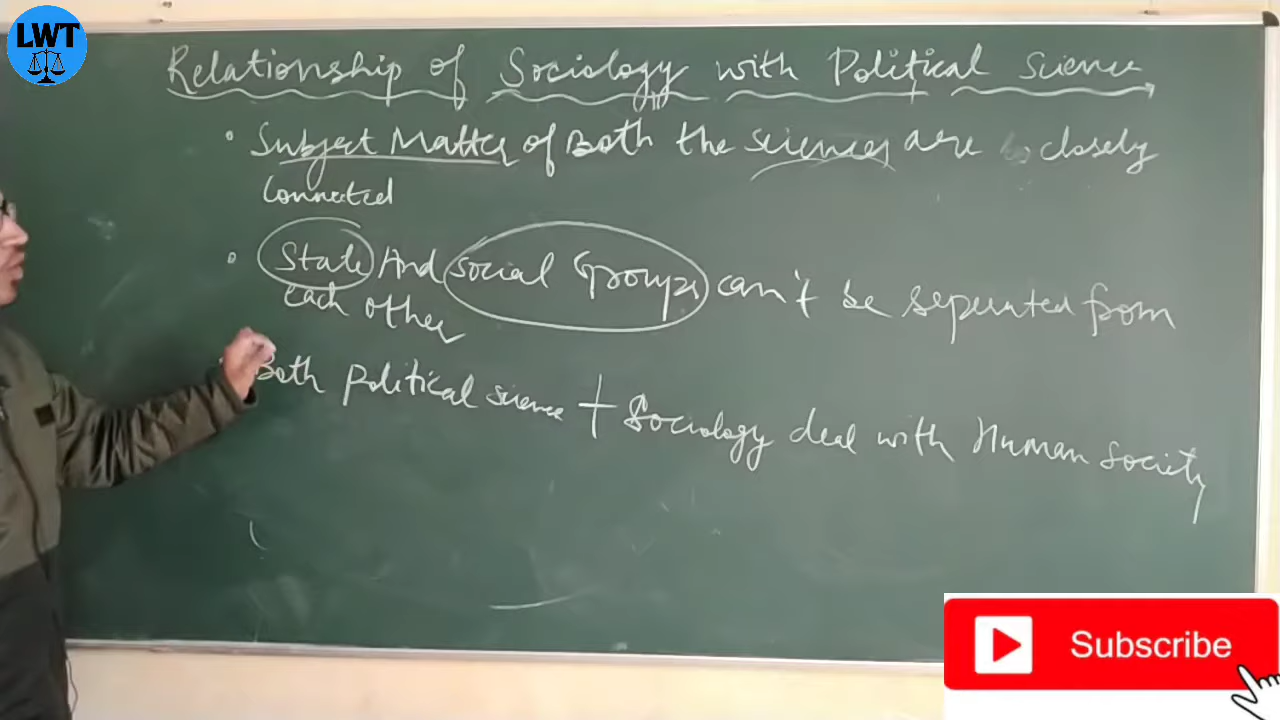 LWT
Relationship of Sociology with Political Science
• Subject Matter of Both the sciences are closely
connected
• State And social Groups can't be seperated from
each other
Both Political science + Sociology deal with Human Society
Subscribe